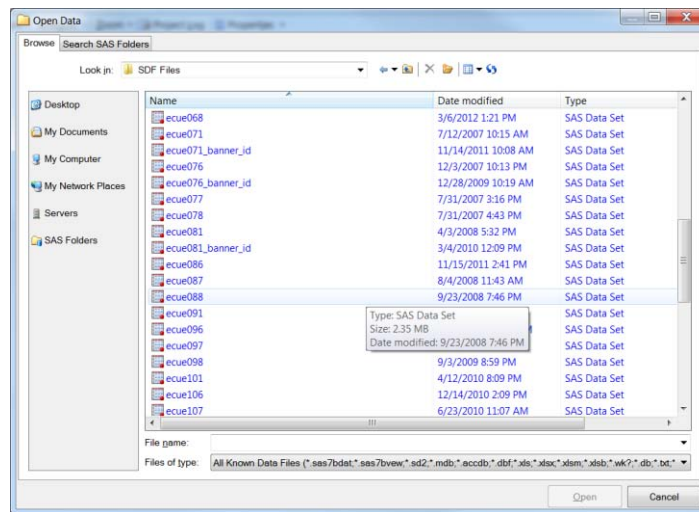 Open Data
Browse Search SAS Folders
Look in: SDF Files
Desktop
My Documents
My Computer
My Network Places
Servers
SAS Folders
Name Date modified Type
ecue068 3/6/2012 1:21 PM SAS Data Set
ecue071 7/12/2007 10:15 AM SAS Data Set
ecue071_banner_id 11/14/2011 10:08 AM SAS Data Set
ecue076 12/3/2007 10:13 PM SAS Data Set
ecue076_banner_id 12/28/2009 10:19 AM SAS Data Set
ecue077 7/31/2007 3:16 PM SAS Data Set
ecue078 7/31/2007 4:43 PM SAS Data Set
ecue081 4/3/2008 5:32 PM SAS Data Set
ecue081_banner_id 3/4/2010 12:09 PM SAS Data Set
ecue086 11/15/2011 2:41 PM SAS Data Set
ecue087 8/4/2008 11:43 AM SAS Data Set
ecue088 9/23/2008 7:46 PM SAS Data Set
ecue091 SAS Data Set
ecue096 SAS Data Set
ecue097 SAS Data Set
Type: SAS Data Set
Size: 2.35 MB
Date modified: 9/23/2008 7:46 PM
ecue098 9/3/2009 8:59 PM SAS Data Set
ecue101 4/12/2010 8:09 PM SAS Data Set
ecue106 12/14/2010 2:09 PM SAS Data Set
ecue107 6/23/2010 11:07 AM SAS Data Set
File name:
Files of type: All Known Data Files (*.sas7bdat;*.sas7bvew;*.sd2;*.mdb;*.accdb;*.dbf;*.xls;*.xlsx;*.xlsm;*.xlsb;*.wk?;*.db;*.txt;*
Open Cancel